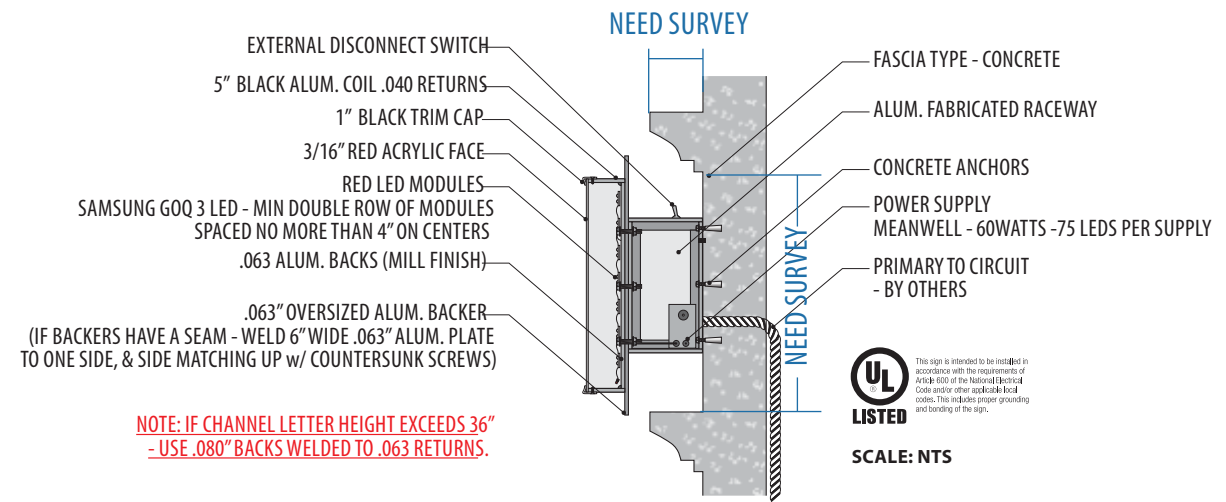 NEED SURVEY
EXTERNAL DISCONNECT SWITCH
5" BLACK ALUM. COIL .040 RETURNS
1" BLACK TRIM CAP
3/16" RED ACRYLIC FACE
RED LED MODULES
SAMSUNG GOQ 3 LED - MIN DOUBLE ROW OF MODULES
SPACED NO MORE THAN 4" ON CENTERS
.063 ALUM. BACKS (MILL FINISH)
.063" OVERSIZED ALUM. BACKER
(IF BACKERS HAVE A SEAM - WELD 6" WIDE .063" ALUM. PLATE
TO ONE SIDE, & SIDE MATCHING UP w/ COUNTERSUNK SCREWS)
NOTE: IF CHANNEL LETTER HEIGHT EXCEEDS 36"
- USE .080" BACKS WELDED TO .063 RETURNS.
FASCIA TYPE - CONCRETE
ALUM. FABRICATED RACEWAY
CONCRETE ANCHORS
POWER SUPPLY
MEANWELL - 60WATTS -75 LEDS PER SUPPLY
PRIMARY TO CIRCUIT
- BY OTHERS
NEED SURVEY
UL
®
LISTED
This sign is intended to be installed in
accordance with the requirements of
Article 600 of the National Electrical
Code and/or other applicable local
codes. This includes proper grounding
and bonding of the sign.
SCALE: NTS